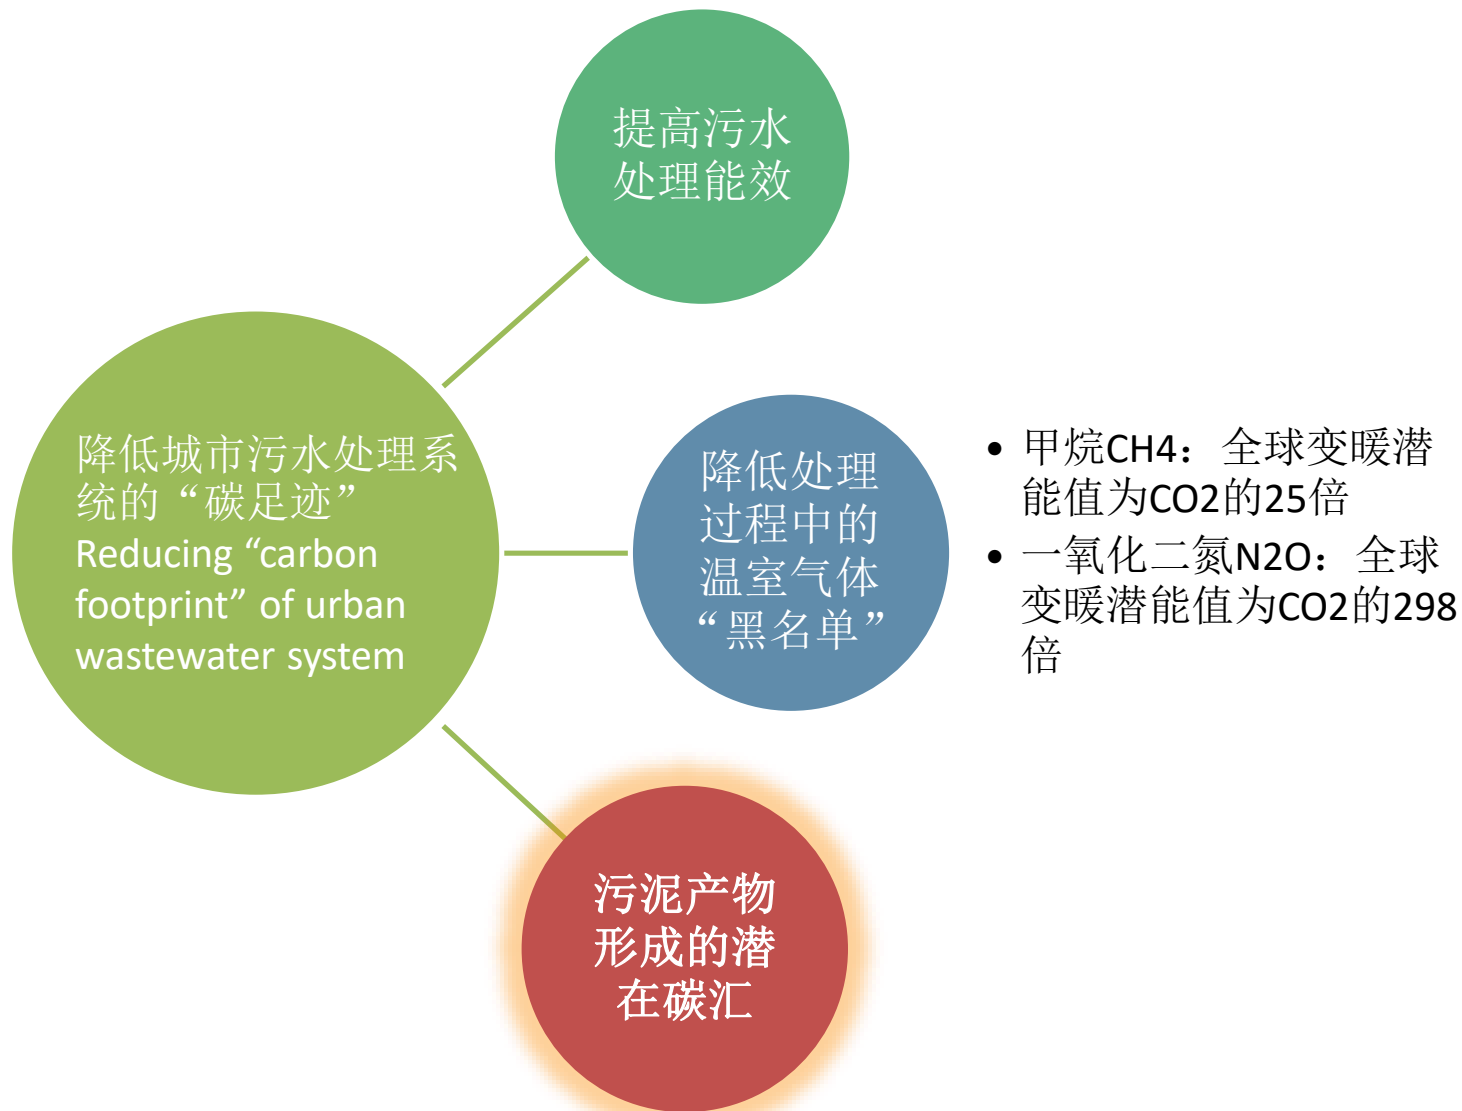 提高污水
处理能效
降低城市污水处理系
统的“碳足迹”
Reducing “carbon
footprint” of urban
wastewater system
降低处理
过程中的
温室气体
“黑名单”
• 甲烷CH4：全球变暖潜
能值为CO2的25倍
• 一氧化二氮N2O：全球
变暖潜能值为CO2的298
倍
污泥产物
形成的潜
在碳汇